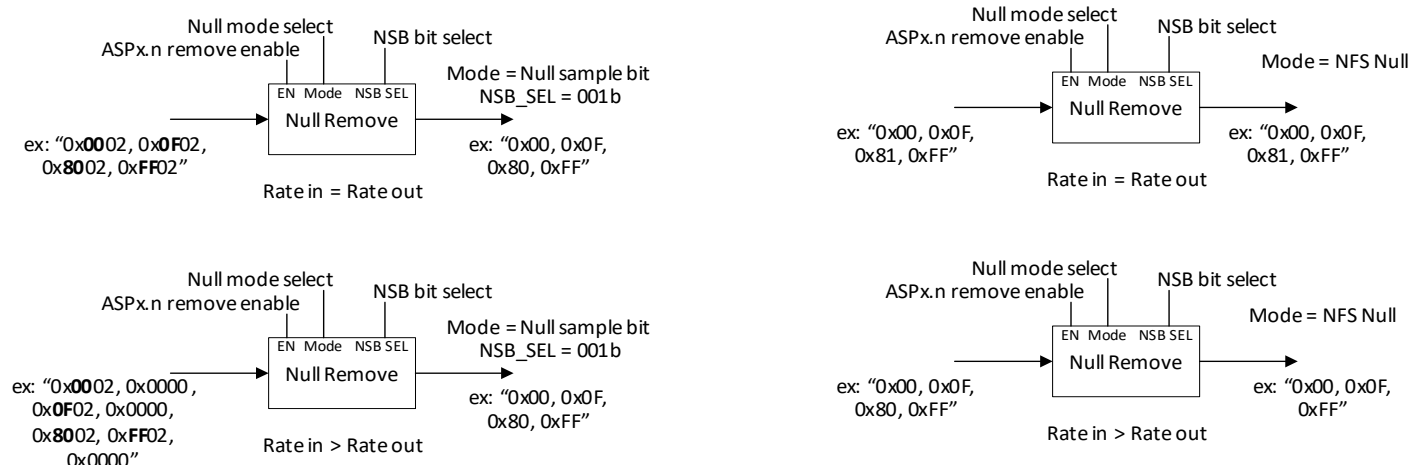 Null mode select
ASPx.n remove enable
NSB bit select
Mode = Null sample bit
NSB_SEL = 001b
EN Mode NSB SEL
Null Remove
ex: “0x0002, 0x0F02,
0x8002, 0xFF02”
ex: “0x00, 0x0F,
0x80, 0xFF”
Rate in = Rate out
Null mode select
ASPx.n remove enable
NSB bit select
Mode = NFS Null
EN Mode NSB SEL
Null Remove
ex: “0x00, 0x0F,
0x81, 0xFF”
ex: “0x00, 0x0F,
0x81, 0xFF”
Rate in = Rate out
Null mode select
ASPx.n remove enable
NSB bit select
Mode = Null sample bit
NSB_SEL = 001b
EN Mode NSB SEL
Null Remove
ex: “0x0002, 0x0000,
0x0F02, 0x0000,
0x8002, 0xFF02,
0x0000”
ex: “0x00, 0x0F,
0x80, 0xFF”
Rate in > Rate out
Null mode select
ASPx.n remove enable
NSB bit select
Mode = NFS Null
EN Mode NSB SEL
Null Remove
ex: “0x00, 0x0F,
0x80, 0xFF”
ex: “0x00, 0x0F,
0xFF”
Rate in > Rate out